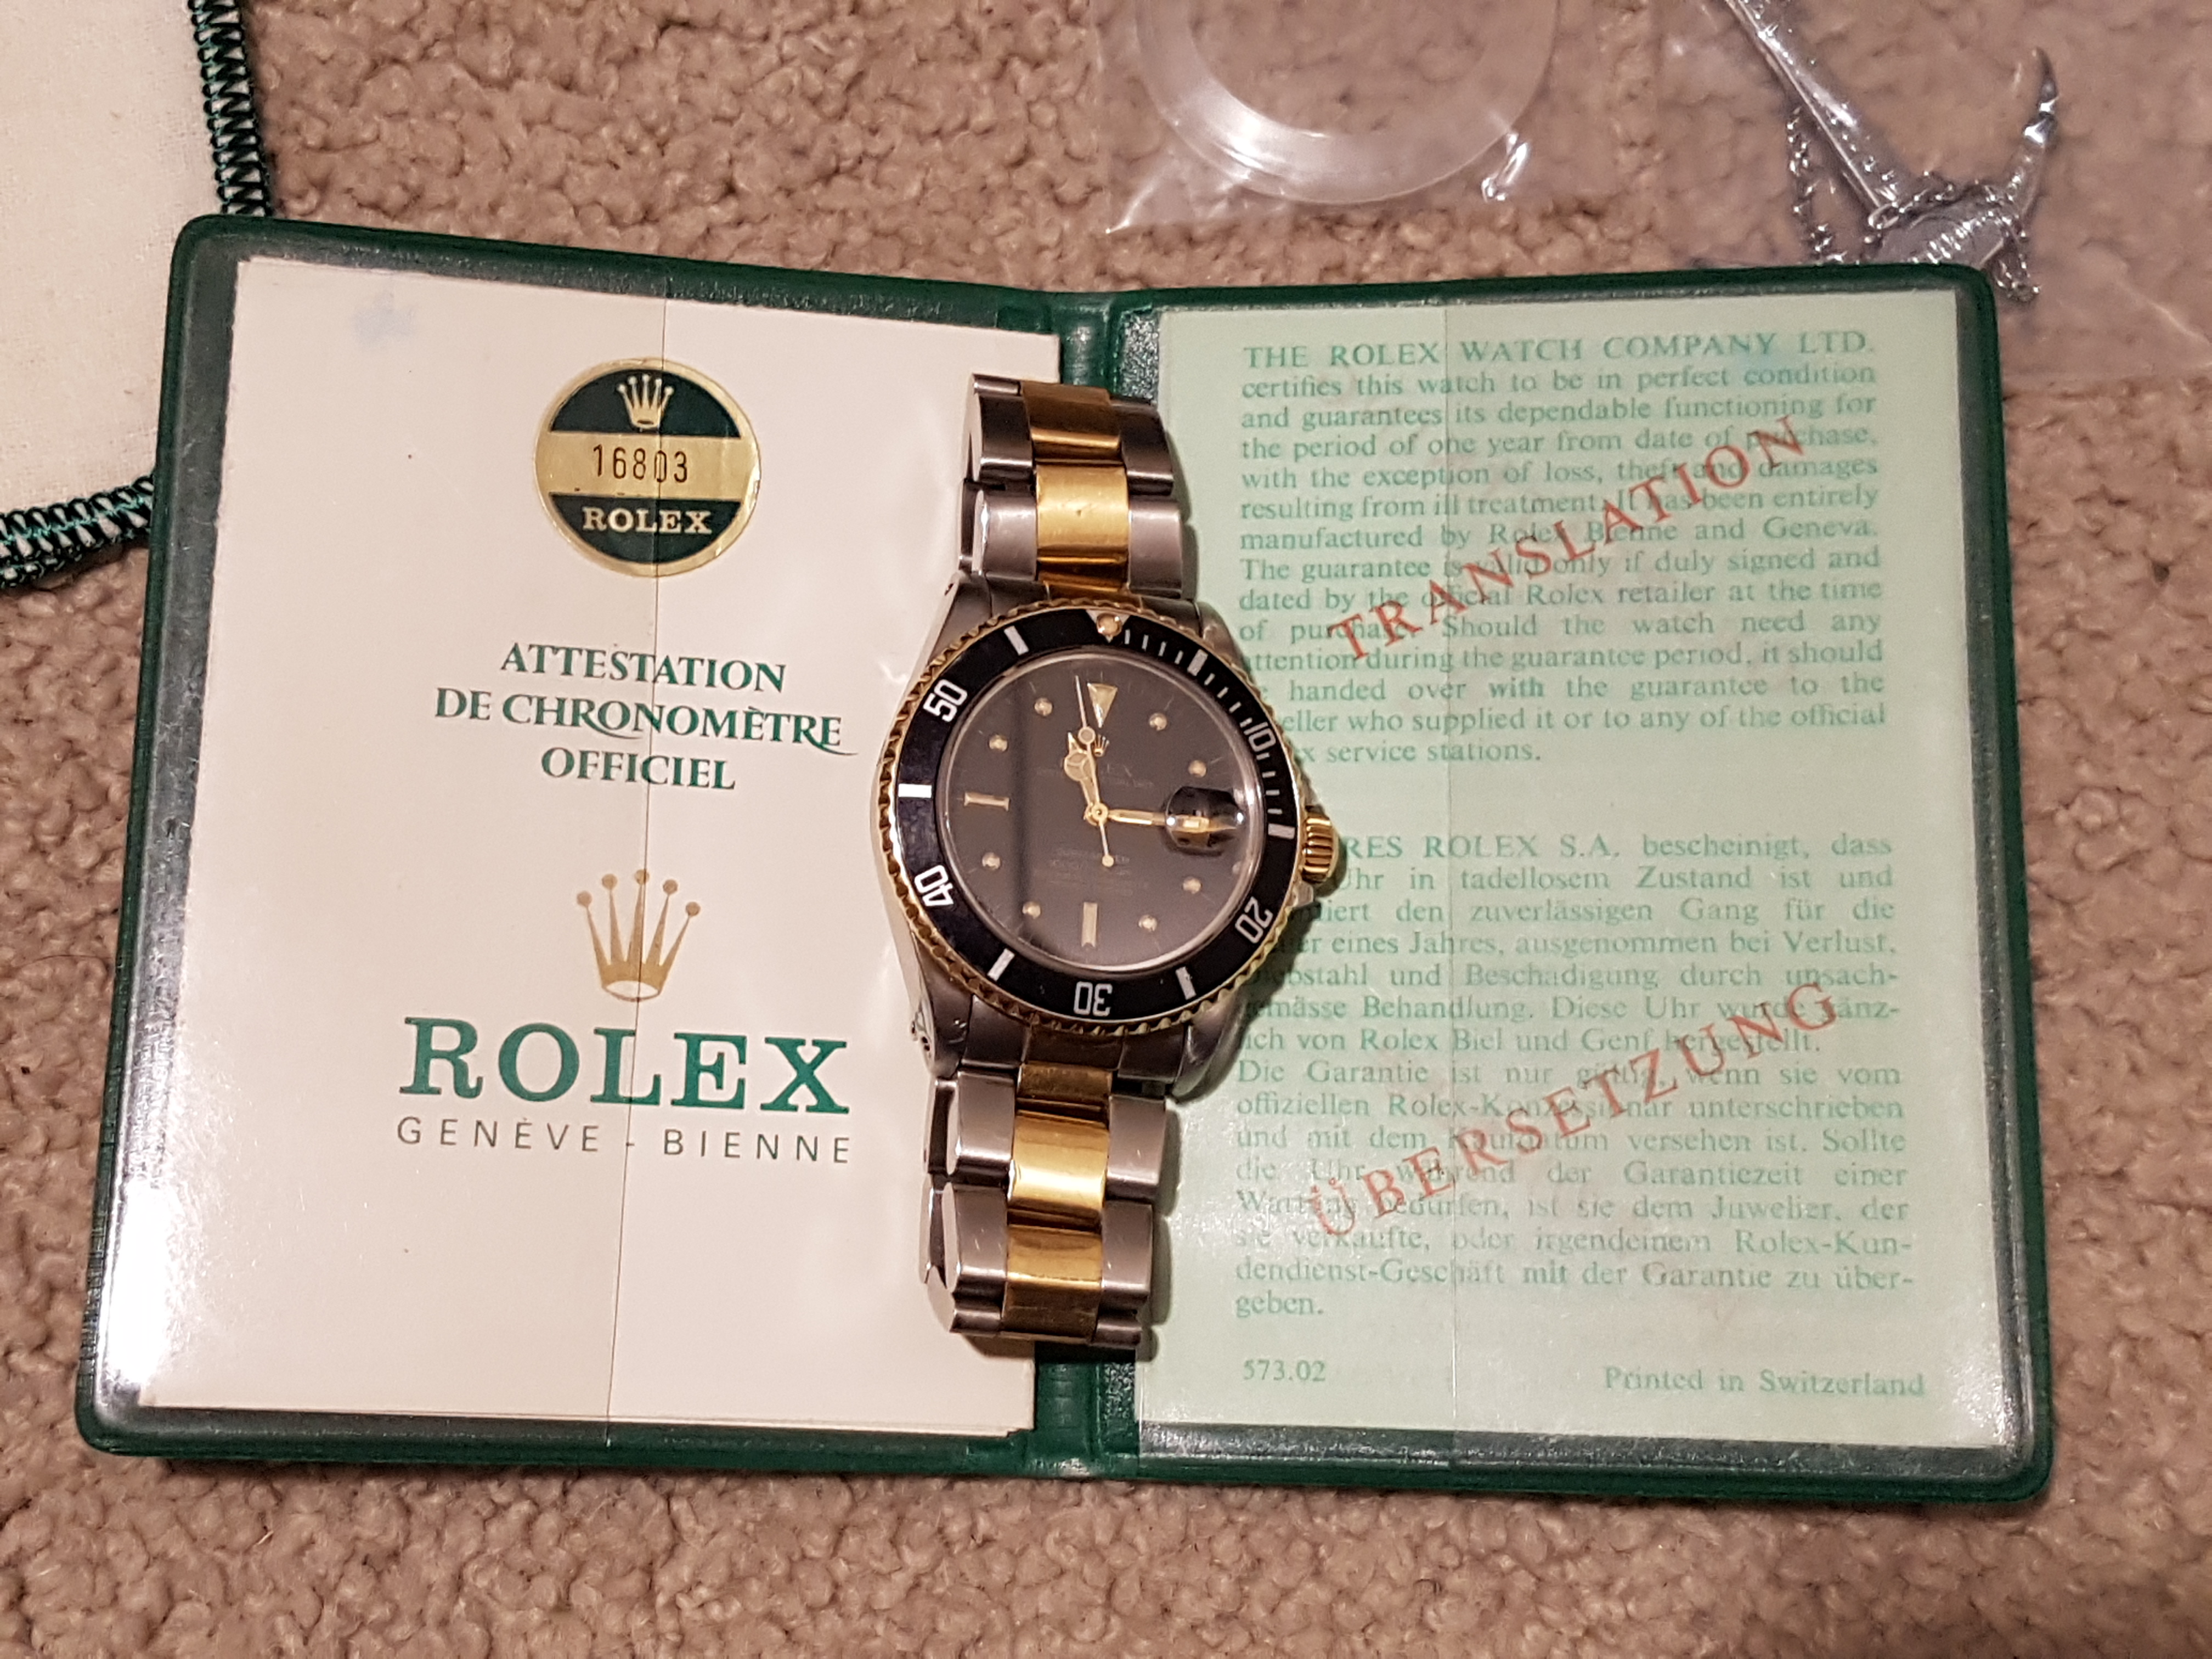 16803
ROLEX
ATTESTATION
DE CHRONOMÈTRE
OFFICIEL
ROLEX
GENÈVE - BIENNE
50
10
40
20
30
THE ROLEX WATCH COMPANY LTD.
certifies this watch to be in perfect condition
and guarantees its dependable functioning for
the period of one year from date of purchase,
with the exception of loss, theft and damages
resulting from ill treatment. It has been entirely
manufactured by Rolex Bienne and Geneva.
The guarantee is valid only if duly signed and
dated by the official Rolex retailer at the time
of purchase. Should the watch need any
attention during the guarantee period, it should
handed over with the guarantee to the
eller who supplied it or to any of the official
x service stations.
TRANSLATION
RES ROLEX S.A. bescheinigt, dass
Uhr in tadellosem Zustand ist und
tiert den zuverlässigen Gang für die
er eines Jahres, ausgenommen bei Verlust,
bstahl und Beschädigung durch unsach-
emässe Behandlung. Diese Uhr wurde gänz-
lich von Rolex Biel und Genf hergestellt.
Die Garantie ist nur gültig, wenn sie vom
offiziellen Rolex-Konzessionär unterschrieben
und mit dem Kaufdatum versehen ist. Sollte
die Uhr während der Garantiezeit einer
Wartung bedürfen, ist sie dem Juwelier, der
sie verkaufte, oder irgendeinem Rolex-Kun-
dendienst-Geschäft mit der Garantie zu über-
geben.
ÜBERSETZUNG
573.02
Printed in Switzerland